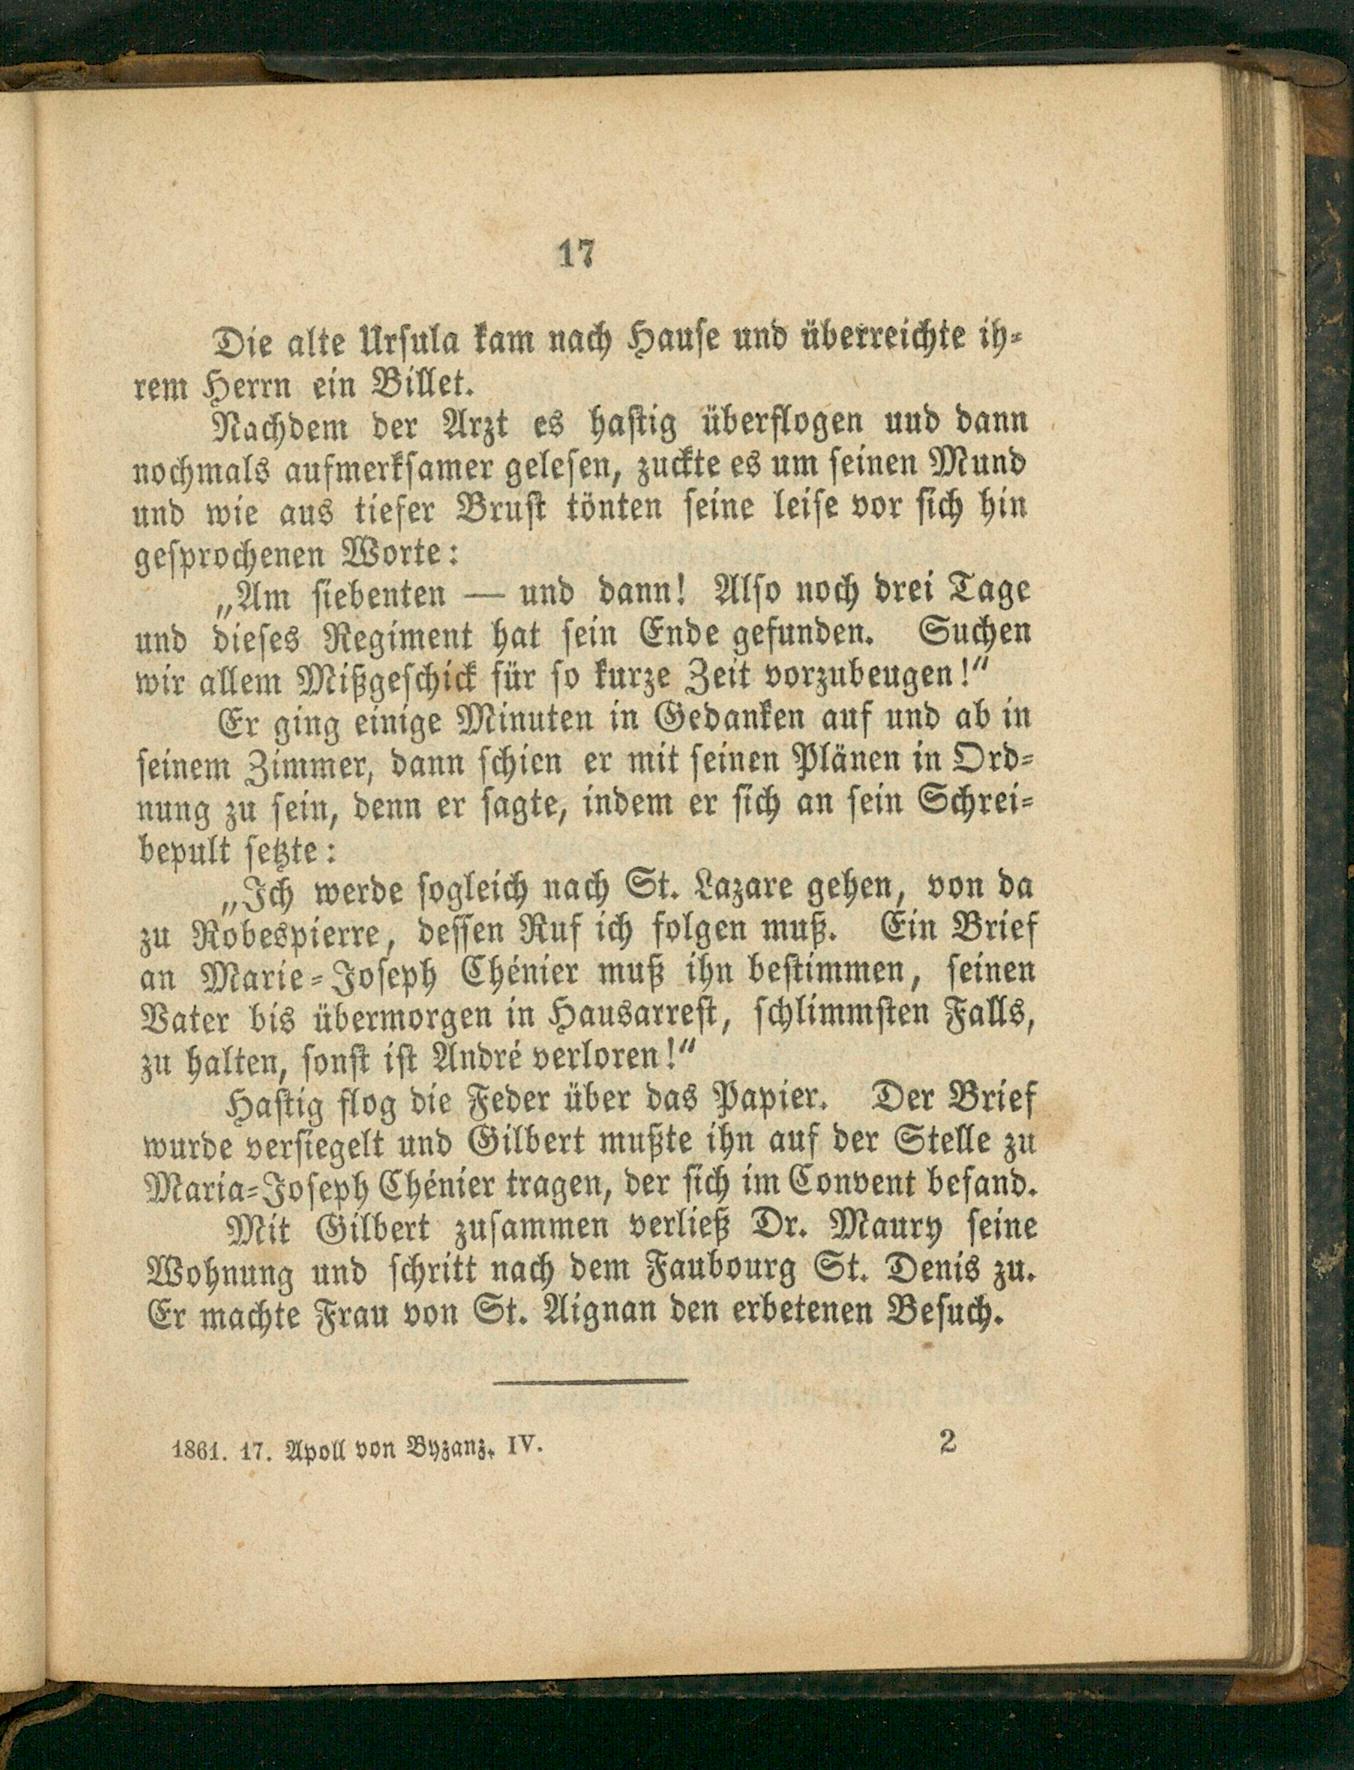 17
Die alte Ursula kam nach Hause und überreichte ih-
rem Herrn ein Billet.
Nachdem der Arzt es hastig überflogen uud dann
nochmals aufmerksamer gelesen, zuckte es um seinen Mund
und wie aus tiefer Brust tönten seine leise vor sich hin
gesprochenen Worte:
„Am siebenten — und dann! Also noch drei Tage
und dieses Regiment hat sein Ende gefunden. Suchen
wir allem Mißgeschick für so kurze Zeit vorzubeugen!“
Er ging einige Minuten in Gedanken auf und ab in
seinem Zimmer, dann schien er mit seinen Plänen in Ord-
nung zu sein, denn er sagte, indem er sich an sein Schrei-
bepult setzte:
„Ich werde sogleich nach St. Lazare gehen, von da
zu Robespierre, dessen Ruf ich folgen muß. Ein Brief
an Marie-Joseph Chénier muß ihn bestimmen, seinen
Vater bis übermorgen in Hausarrest, schlimmsten Falls,
zu halten, sonst ist André verloren!“
Hastig flog die Feder über das Papier. Der Brief
wurde versiegelt und Gilbert mußte ihn auf der Stelle zu
Maria-Joseph Chénier tragen, der sich im Convent befand.
Mit Gilbert zusammen verließ Dr. Maury seine
Wohnung und schritt nach dem Faubourg St. Denis zu.
Er machte Frau von St. Aignan den erbetenen Besuch.
1861. 17. Apoll von Byzanz. IV. 2